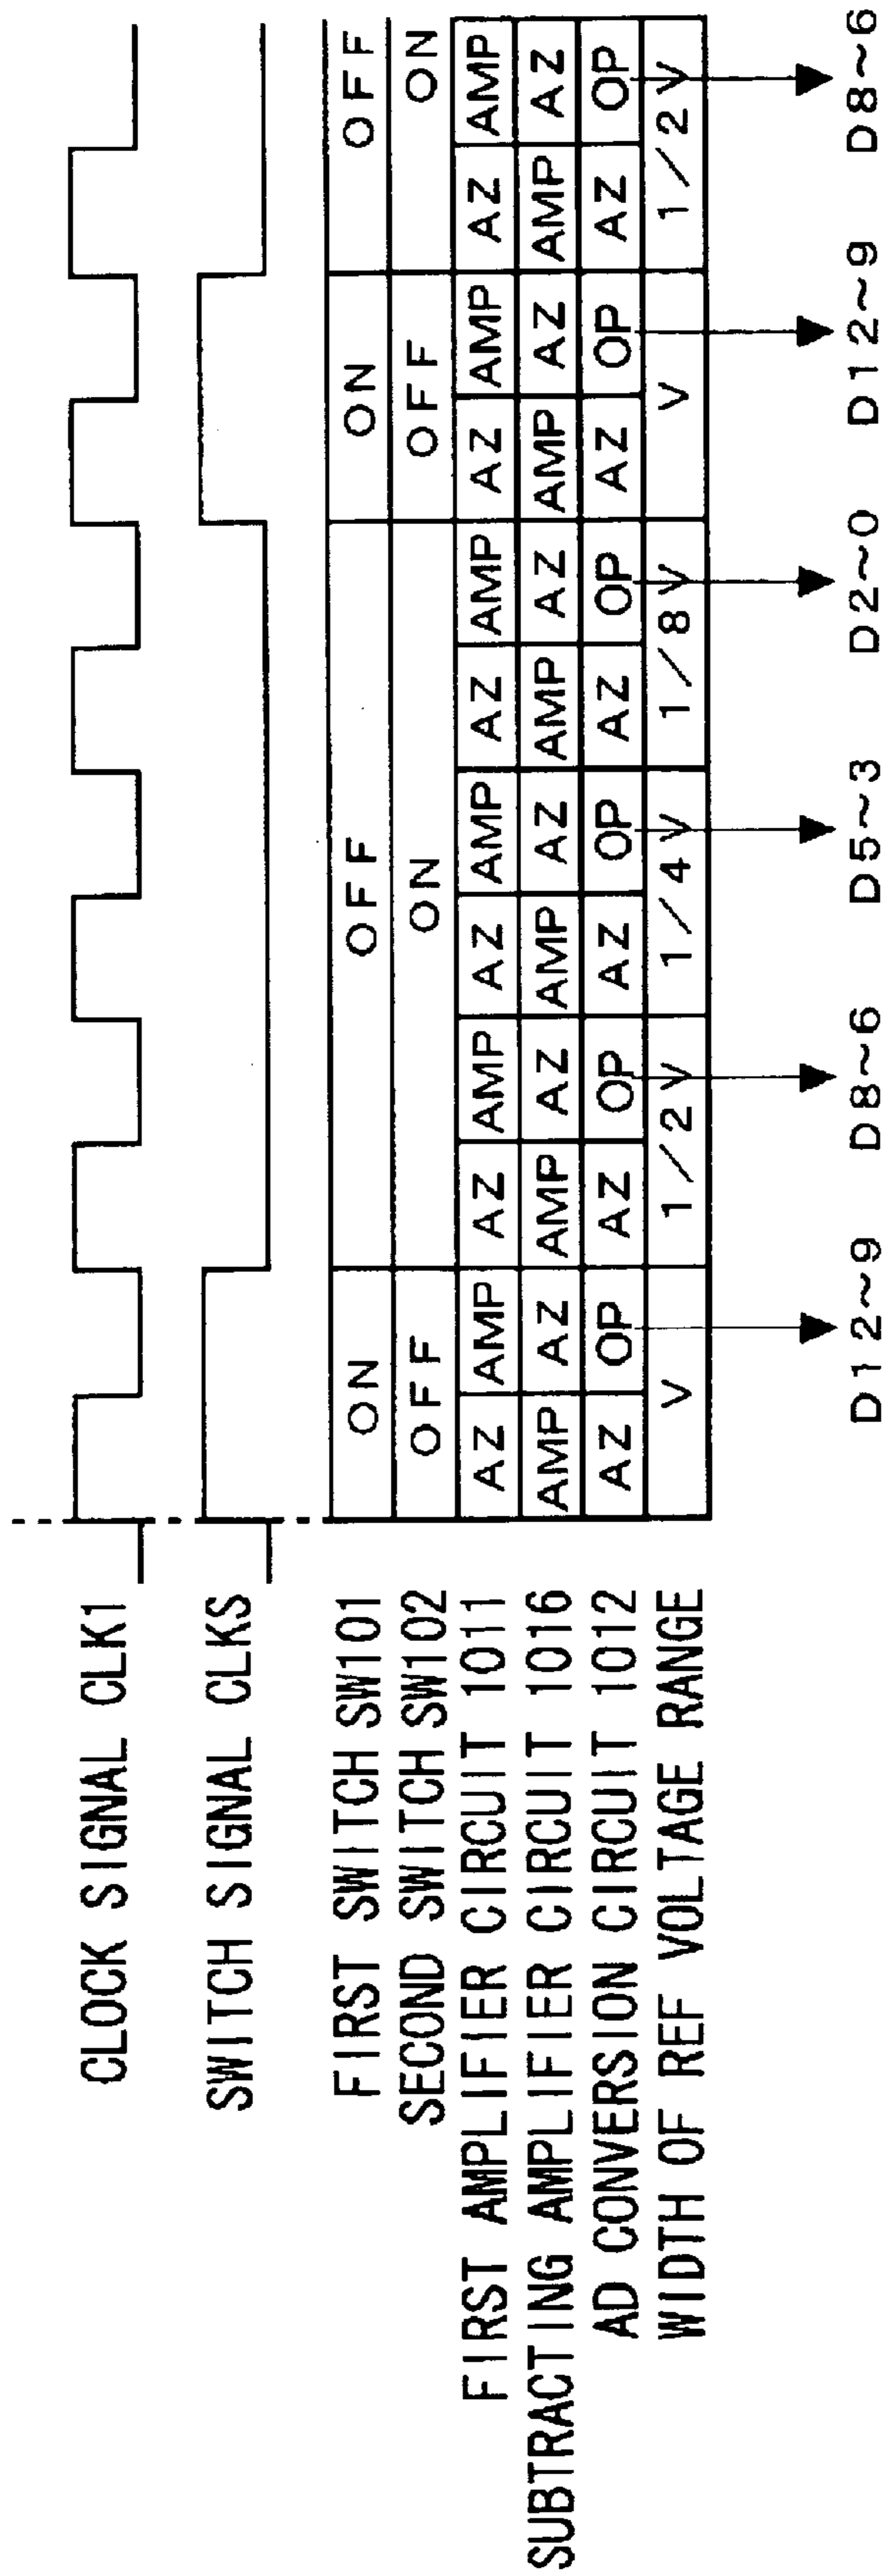 CLOCK SIGNAL CLK1
SWITCH SIGNAL CLKS
FIRST SWITCH SW101 ON OFF ON OFF
SECOND SWITCH SW102 OFF ON OFF ON
FIRST AMPLIFIER CIRCUIT 1011 AZ AMP AZ AMP AZ AMP AZ AMP AZ AMP AZ AMP
SUBTRACTING AMPLIFIER CIRCUIT 1016 AMP AZ AMP AZ AMP AZ AMP AZ AMP AZ AMP AZ
AD CONVERSION CIRCUIT 1012 AZ OP AZ OP AZ OP AZ OP AZ OP AZ OP
WIDTH OF REF VOLTAGE RANGE V 1/2V 1/4V 1/8V V 1/2V
D12~9 D8~6 D5~3 D2~0 D12~9 D8~6